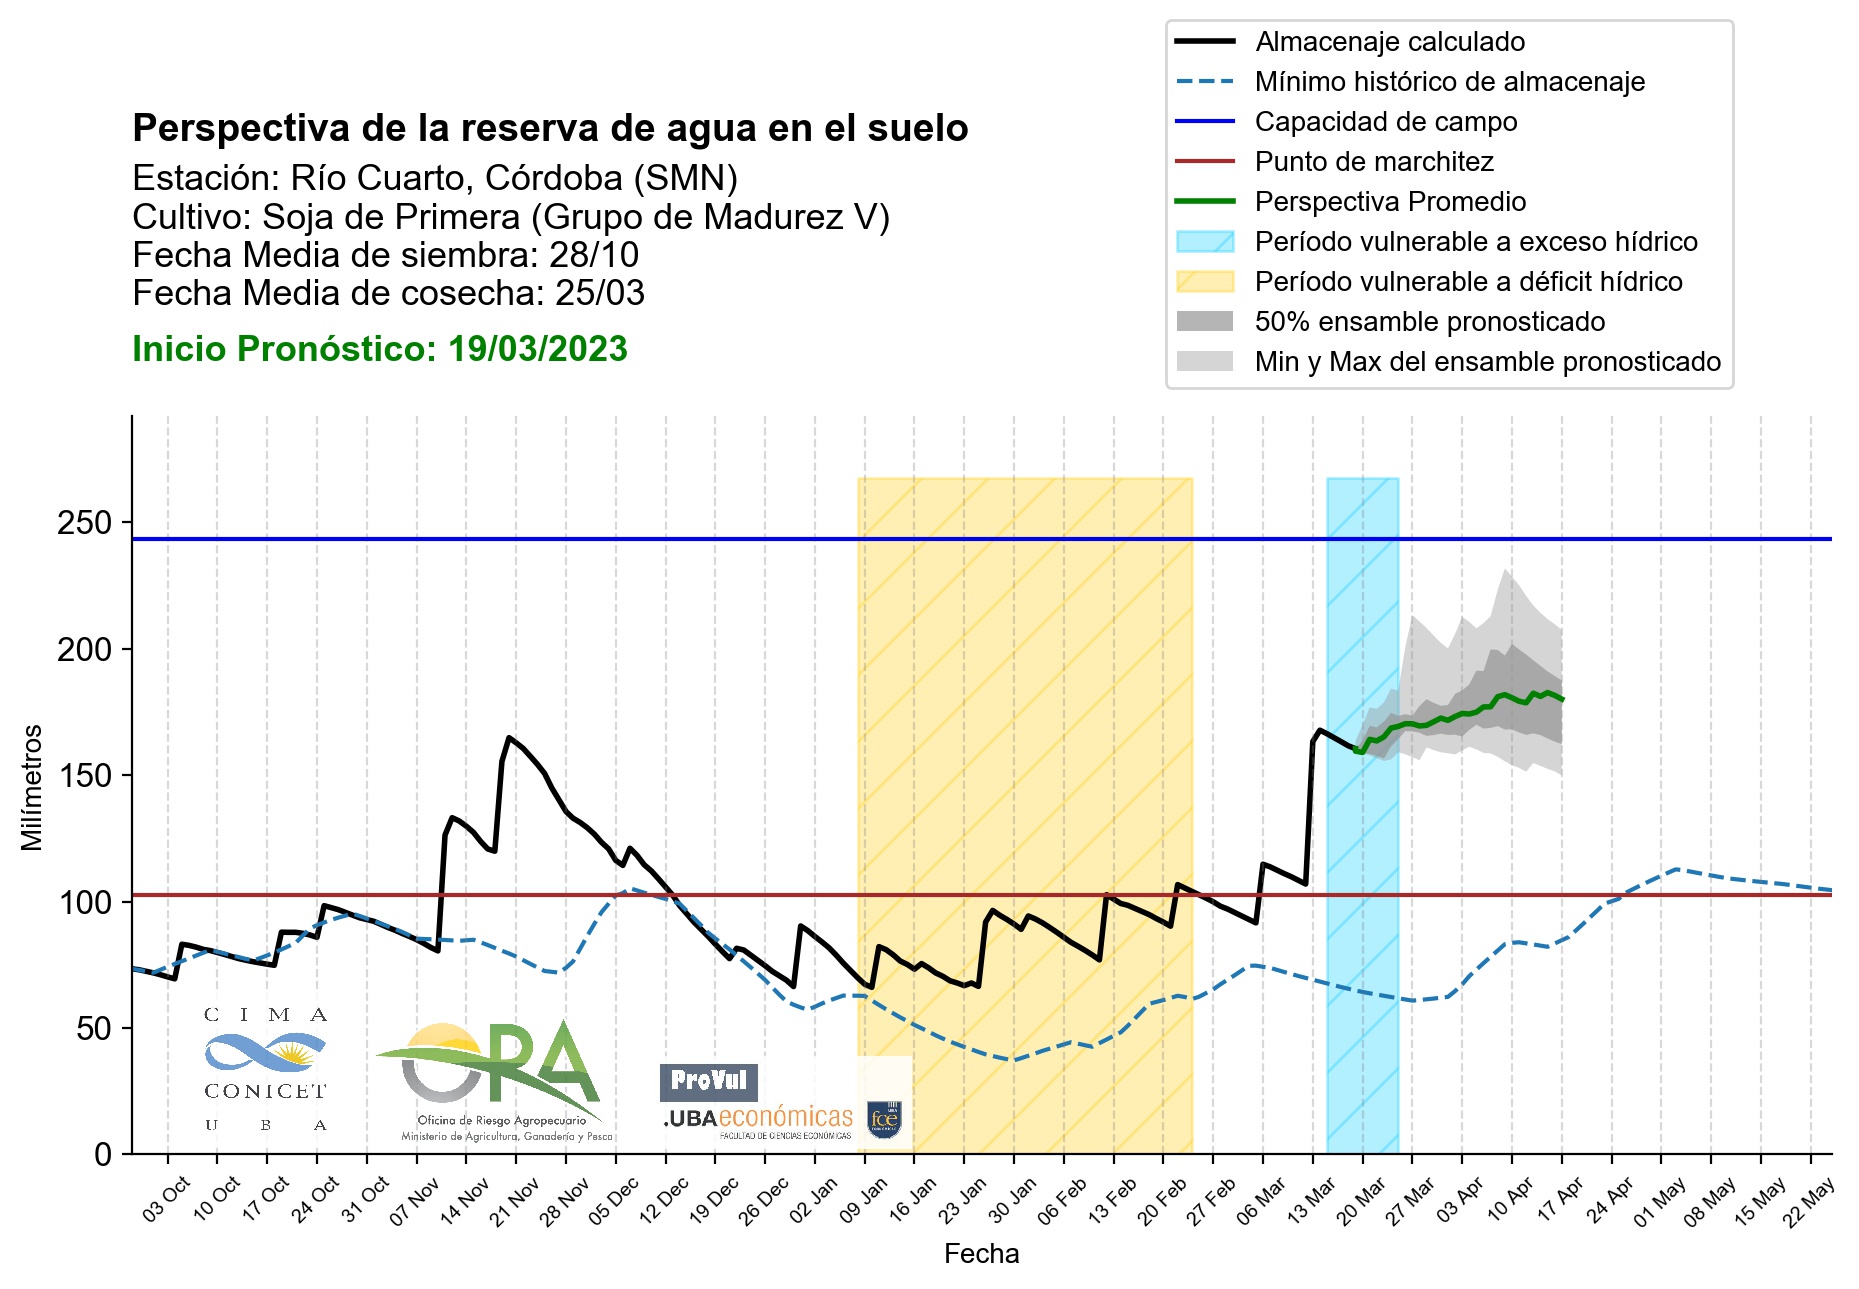 Almacenaje calculado
Mínimo histórico de almacenaje
Capacidad de campo
Punto de marchitez
Perspectiva Promedio
Período vulnerable a exceso hídrico
Período vulnerable a déficit hídrico
50% ensamble pronosticado
Min y Max del ensamble pronosticado
Perspectiva de la reserva de agua en el suelo
Estación: Río Cuarto, Córdoba (SMN)
Cultivo: Soja de Primera (Grupo de Madurez V)
Fecha Media de siembra: 28/10
Fecha Media de cosecha: 25/03
Inicio Pronóstico: 19/03/2023
Milímetros
250
200
150
100
50
0
CIMA
CONICET
UBA
ORA
Oficina de Riesgo Agropecuario
Ministerio de Agricultura, Ganadería y Pesca
ProVul
.UBAeconómicas
FACULTAD DE CIENCIAS ECONÓMICAS
fce
03 Oct
10 Oct
17 Oct
24 Oct
31 Oct
07 Nov
14 Nov
21 Nov
28 Nov
05 Dec
12 Dec
19 Dec
26 Dec
02 Jan
09 Jan
16 Jan
23 Jan
30 Jan
06 Feb
13 Feb
20 Feb
27 Feb
06 Mar
13 Mar
20 Mar
27 Mar
03 Apr
10 Apr
17 Apr
24 Apr
01 May
08 May
15 May
22 May
Fecha